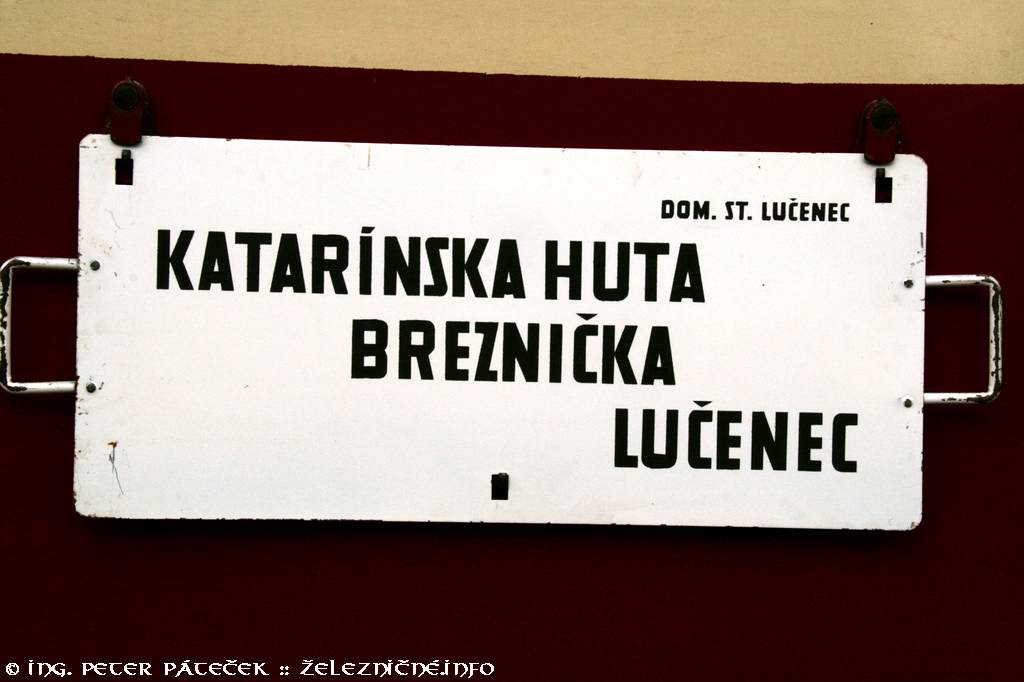 DOM. ST. LUČENEC
KATARÍNSKA HUTA
BREZNIČKA
LUČENEC
© ING. PETER PÁTEČEK :: ŽELEZNIČNÉ.INFO